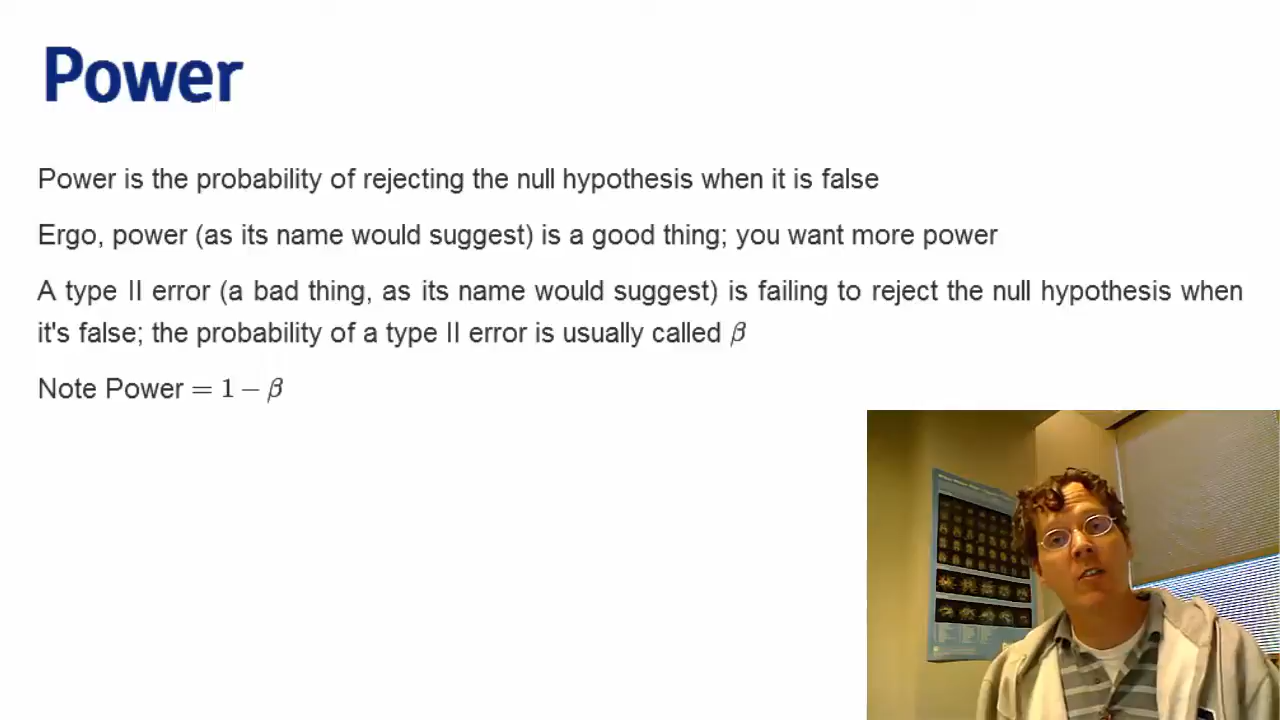 Power
Power is the probability of rejecting the null hypothesis when it is false
Ergo, power (as its name would suggest) is a good thing; you want more power
A type II error (a bad thing, as its name would suggest) is failing to reject the null hypothesis when
it's false; the probability of a type II error is usually called β
Note Power = 1 − β